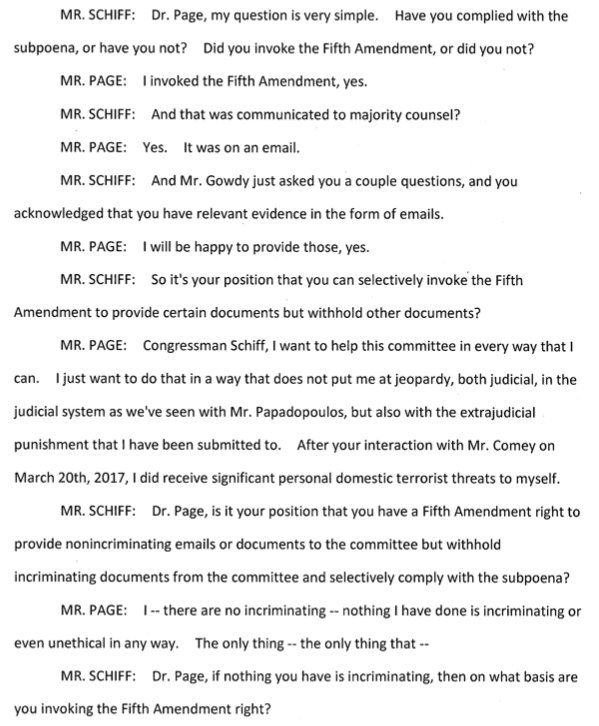 MR. SCHIFF: Dr. Page, my question is very simple. Have you complied with the
subpoena, or have you not? Did you invoke the Fifth Amendment, or did you not?
MR. PAGE: I invoked the Fifth Amendment, yes.
MR. SCHIFF: And that was communicated to majority counsel?
MR. PAGE: Yes. It was on an email.
MR. SCHIFF: And Mr. Gowdy just asked you a couple questions, and you
acknowledged that you have relevant evidence in the form of emails.
MR. PAGE: I will be happy to provide those, yes.
MR. SCHIFF: So it's your position that you can selectively invoke the Fifth
Amendment to provide certain documents but withhold other documents?
MR. PAGE: Congressman Schiff, I want to help this committee in every way that I
can. I just want to do that in a way that does not put me at jeopardy, both judicial, in the
judicial system as we've seen with Mr. Papadopoulos, but also with the extrajudicial
punishment that I have been submitted to. After your interaction with Mr. Comey on
March 20th, 2017, I did receive significant personal domestic terrorist threats to myself.
MR. SCHIFF: Dr. Page, is it your position that you have a Fifth Amendment right to
provide nonincriminating emails or documents to the committee but withhold
incriminating documents from the committee and selectively comply with the subpoena?
MR. PAGE: I -- there are no incriminating -- nothing I have done is incriminating or
even unethical in any way. The only thing -- the only thing that --
MR. SCHIFF: Dr. Page, if nothing you have is incriminating, then on what basis are
you invoking the Fifth Amendment right?